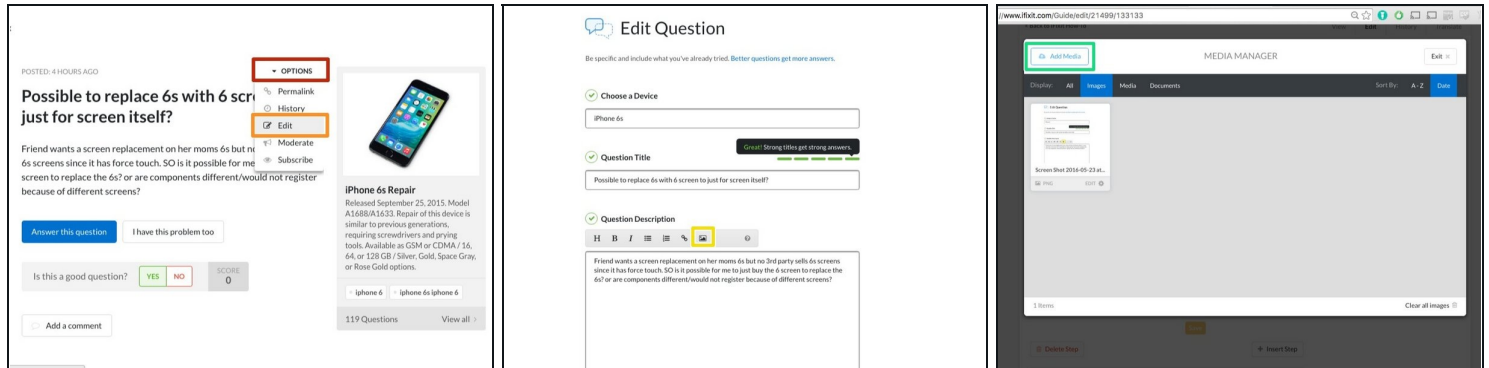 POSTED: 4 HOURS AGO
OPTIONS
Permalink
History
Edit
Moderate
Subscribe
Possible to replace 6s with 6 scr
just for screen itself?
Friend wants a screen replacement on her moms 6s but n
6s screens since it has force touch. SO is it possible for me
screen to replace the 6s? or are components different/would not register
because of different screens?
Answer this question
I have this problem too
Is this a good question?
YES
NO
SCORE
0
Add a comment
iPhone 6s Repair
Released September 25, 2015. Model
A1688/A1633. Repair of this device is
similar to previous generations,
requiring screwdrivers and prying
tools. Available as GSM or CDMA / 16,
64, or 128 GB / Silver, Gold, Space Gray,
or Rose Gold options.
iphone 6
iphone 6s iphone 6
119 Questions
View all
Edit Question
Be specific and include what you've already tried. Better questions get more answers.
Choose a Device
iPhone 6s
Great! Strong titles get strong answers.
Question Title
Possible to replace 6s with 6 screen to just for screen itself?
Question Description
H B I
Friend wants a screen replacement on her moms 6s but no 3rd party sells 6s screens
since it has force touch. SO is it possible for me to just buy the 6 screen to replace the
6s? or are components different/would not register because of different screens?
//www.ifixit.com/Guide/edit/21499/133133
Add Media
MEDIA MANAGER
Exit ×
Display: All Images Media Documents
Sort By: A - Z Date
Screen Shot 2016-05-23 at...
PNG
EDIT
1 Items
Clear all images
Delete Step
+ Insert Step